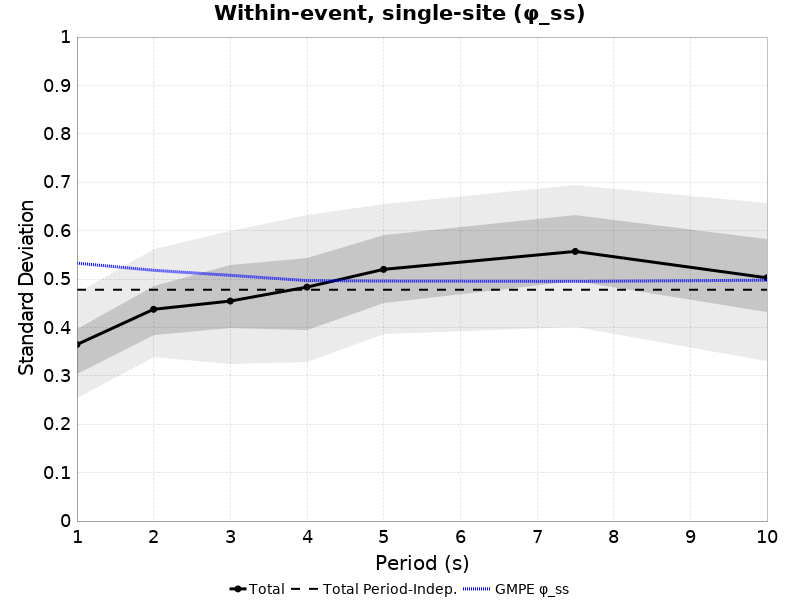 Within-event, single-site (φ_ss)
1
0.9
0.8
0.7
0.6
0.5
0.4
0.3
0.2
0.1
0
Standard Deviation
1 2 3 4 5 6 7 8 9 10
Period (s)
Total Total Period-Indep. GMPE φ_ss